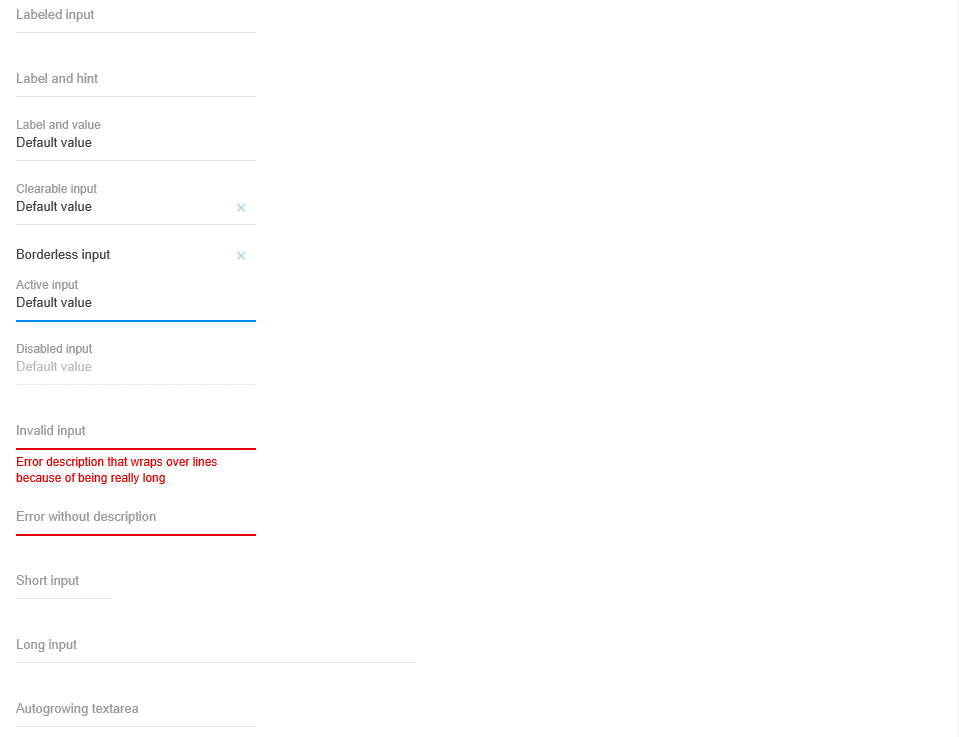 Labeled input
Label and hint
Label and value
Default value
Clearable input
Default value
Borderless input
Active input
Default value
Disabled input
Default value
Invalid input
Error description that wraps over lines
because of being really long
Error without description
Short input
Long input
Autogrowing textarea